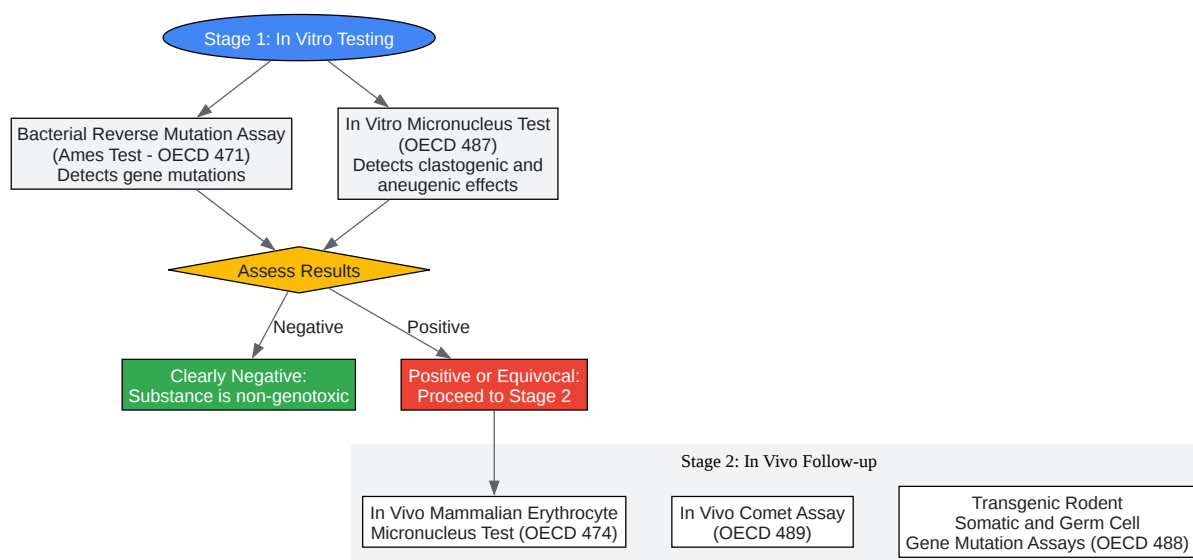 Stage 1: In Vitro Testing
Bacterial Reverse Mutation Assay
(Ames Test - OECD 471)
Detects gene mutations
In Vitro Micronucleus Test
(OECD 487)
Detects clastogenic and
aneugenic effects
Assess Results
Negative
Positive
Clearly Negative:
Substance is non-genotoxic
Positive or Equivocal:
Proceed to Stage 2
Stage 2: In Vivo Follow-up
In Vivo Mammalian Erythrocyte
Micronucleus Test (OECD 474)
In Vivo Comet Assay
(OECD 489)
Transgenic Rodent
Somatic and Germ Cell
Gene Mutation Assays (OECD 488)